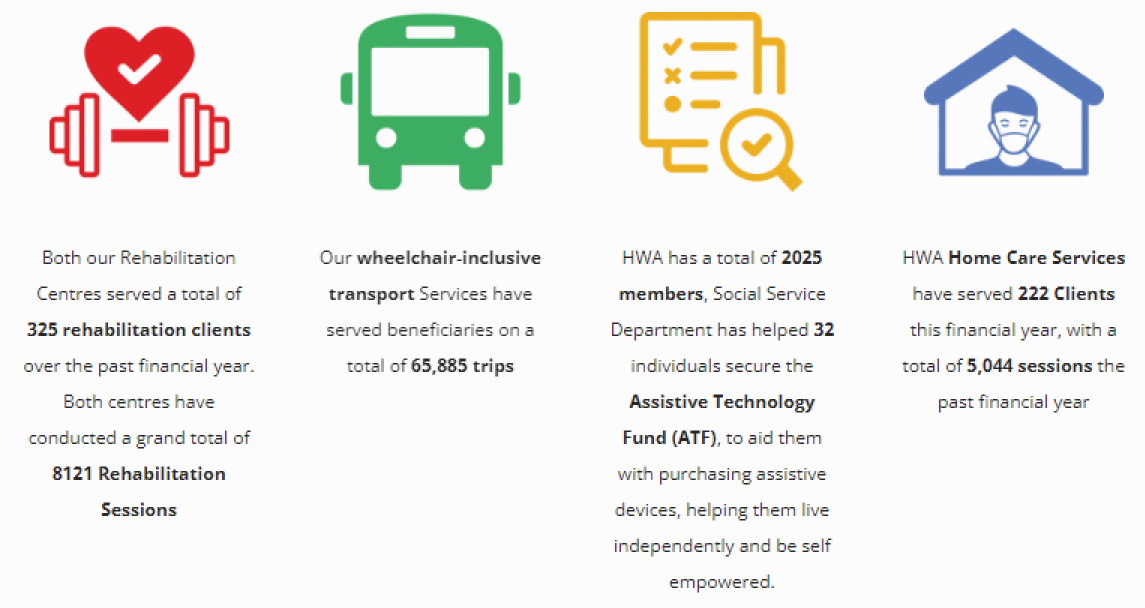 Both our Rehabilitation
Centres served a total of
325 rehabilitation clients
over the past financial year.
Both centres have
conducted a grand total of
8121 Rehabilitation
Sessions
Our wheelchair-inclusive
transport Services have
served beneficiaries on a
total of 65,885 trips
HWA has a total of 2025
members, Social Service
Department has helped 32
individuals secure the
Assistive Technology
Fund (ATF), to aid them
with purchasing assistive
devices, helping them live
independently and be self
empowered.
HWA Home Care Services
have served 222 Clients
this financial year, with a
total of 5,044 sessions the
past financial year